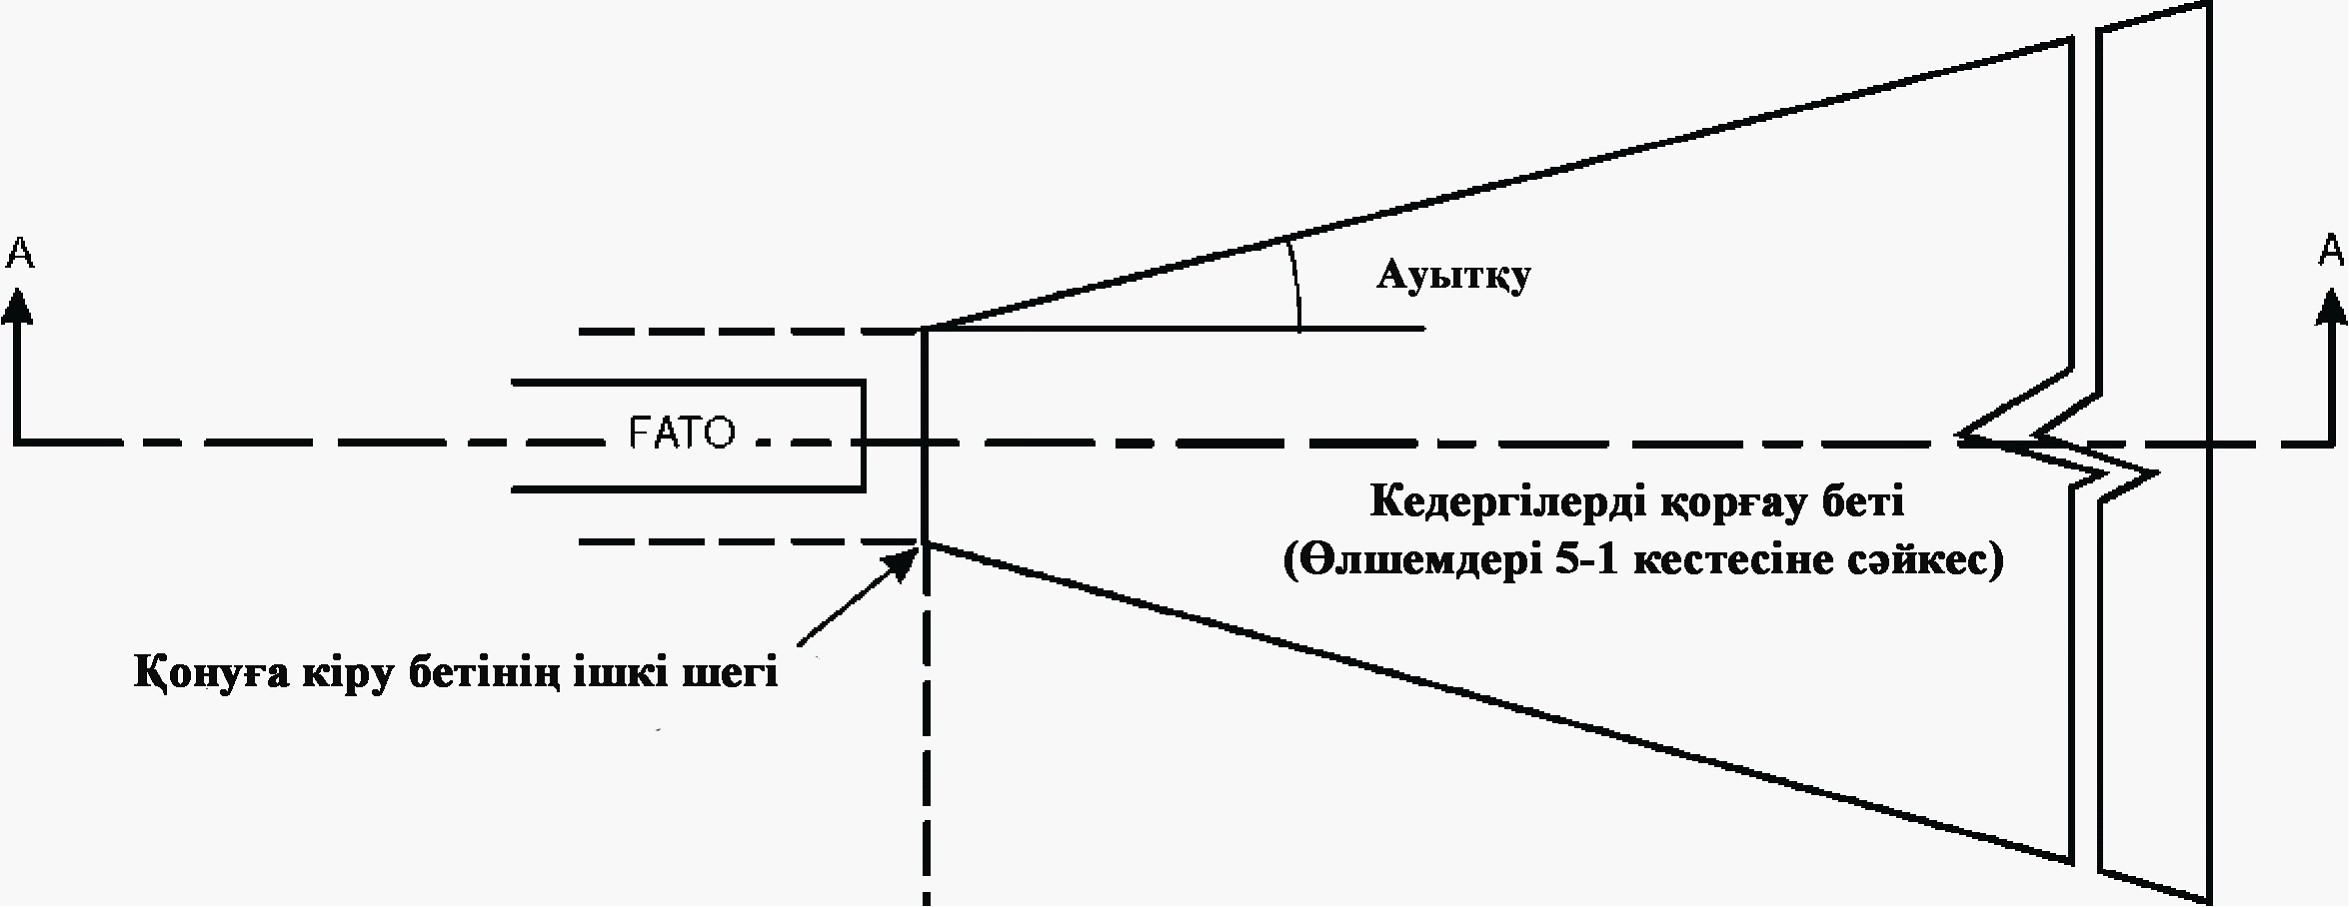 A
A
Ауытқу
FATO
Кедергілерді қорғау беті
(Өлшемдері 5-1 кестесіне сәйкес)
Қонуға кіру бетінің ішкі шегі